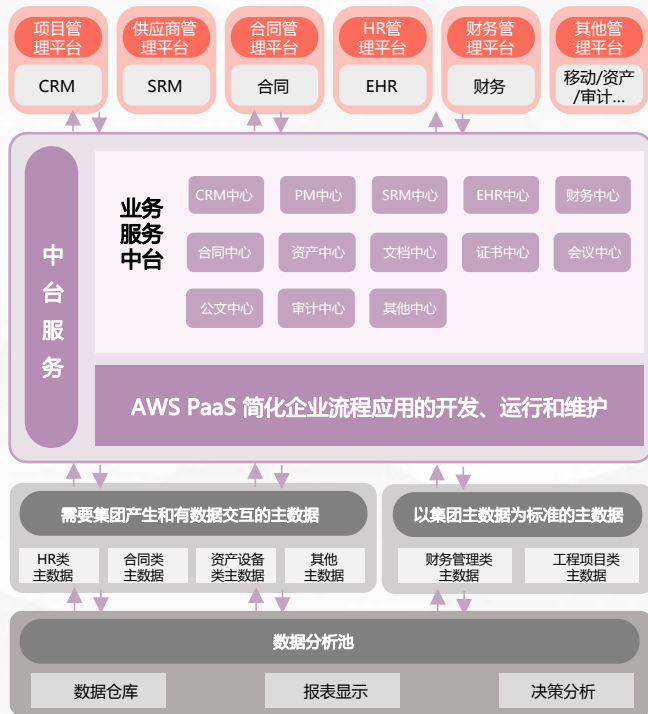 项目管
理平台
供应商管
理平台
合同管
理平台
HR管
理平台
财务管
理平台
其他管
理平台
CRM
SRM
合同
EHR
财务
移动/资产
/审计...
中
台
服
务
业务
服务
中台
CRM中心
PM中心
SRM中心
EHR中心
财务中心
合同中心
资产中心
文档中心
证书中心
会议中心
公文中心
审计中心
其他中心
AWS PaaS 简化企业流程应用的开发、运行和维护
需要集团产生和有数据交互的主数据
HR类
主数据
合同类
主数据
资产设备
类主数据
其他
主数据
以集团主数据为标准的主数据
财务管理类
主数据
工程项目类
主数据
数据分析池
数据仓库
报表显示
决策分析